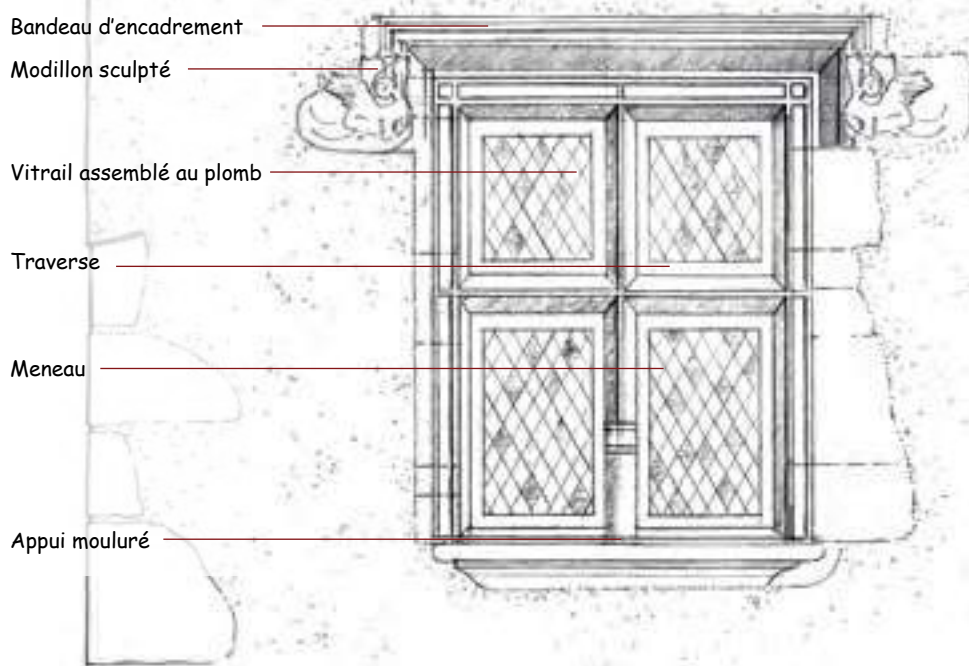 Bandeau d'encadrement
Modillon sculpté
Vitrail assemblé au plomb
Traverse
Meneau
Appui mouluré